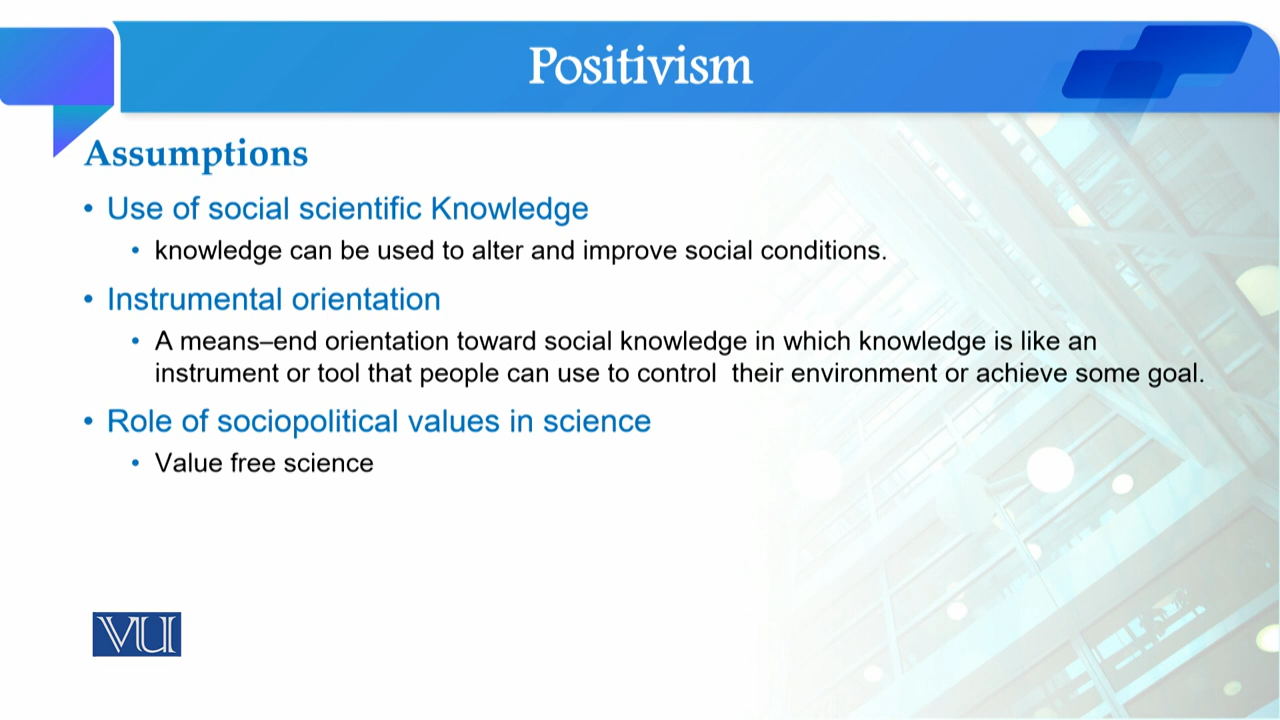 Positivism
Assumptions
• Use of social scientific Knowledge
• knowledge can be used to alter and improve social conditions.
• Instrumental orientation
• A means–end orientation toward social knowledge in which knowledge is like an
instrument or tool that people can use to control  their environment or achieve some goal.
• Role of sociopolitical values in science
• Value free science
VU